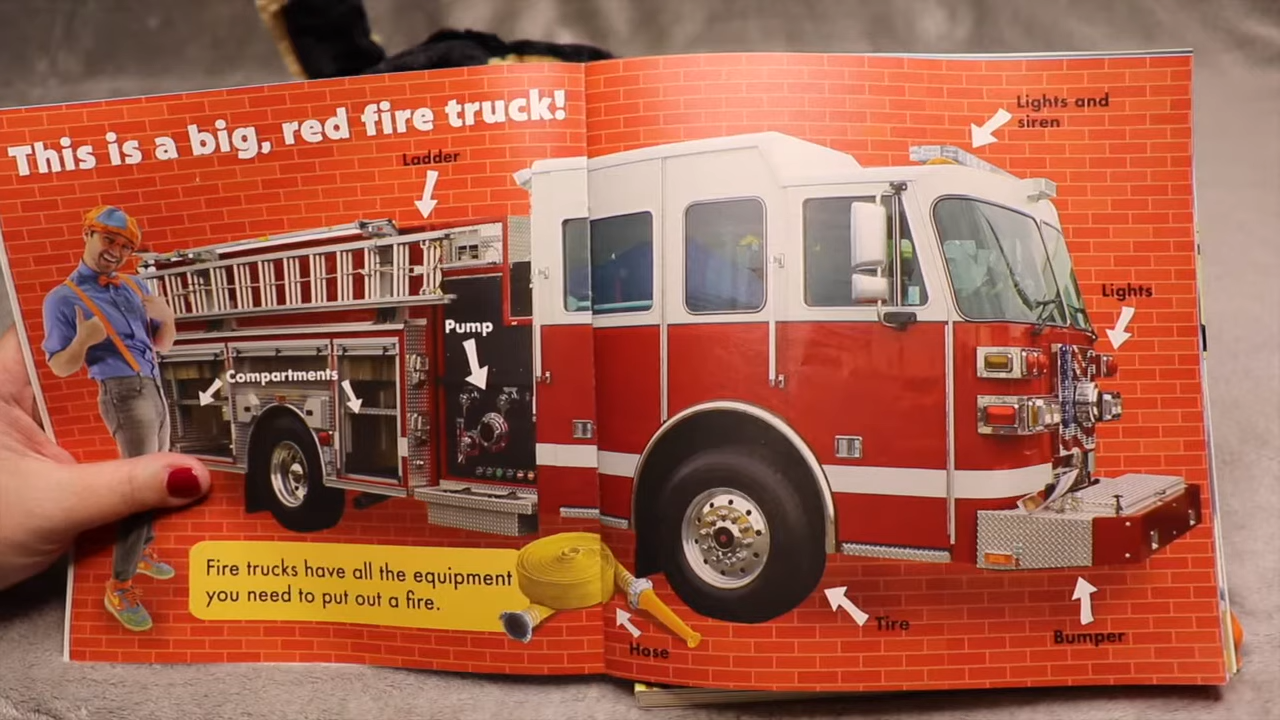 This is a big, red fire truck!
Lights and
siren
Ladder
Lights
Pump
Compartments
Fire trucks have all the equipment
you need to put out a fire.
Hose
Tire
Bumper